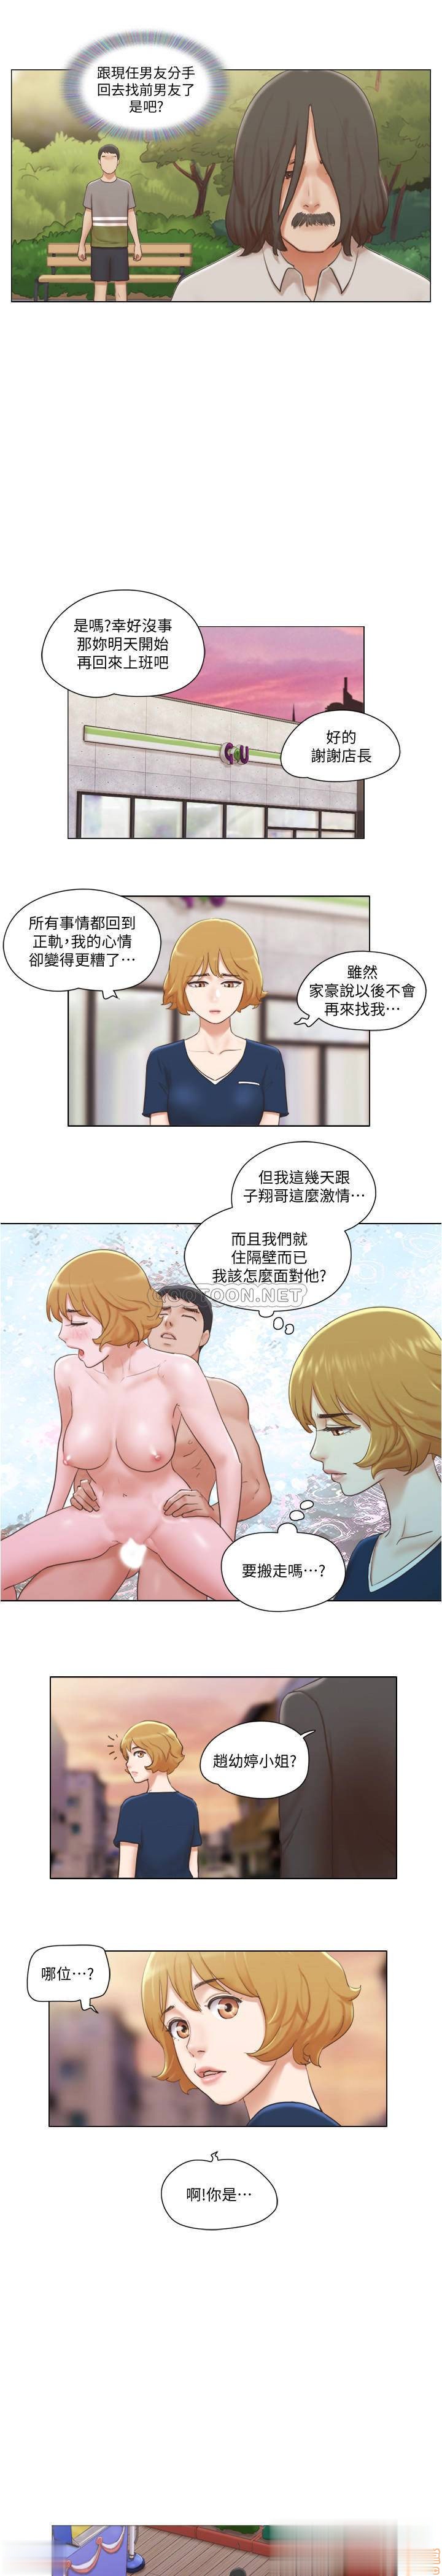 跟現任男友分手
回去找前男友了
是吧?
是嗎?幸好沒事
那妳明天開始
再回來上班吧
好的
謝謝店長
所有事情都回到
正軌,我的心情
卻變得更糟了⋯
雖然
家豪說以後不會
再來找我⋯
但我這幾天跟
子翔哥這麼激情⋯
而且我們就
住隔壁而已
我該怎麼面對他?
要搬走嗎⋯?
趙幼婷小姐?
哪位⋯?
啊!你是⋯